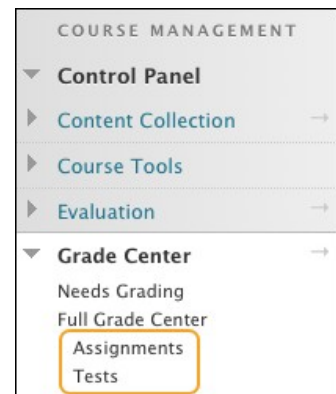 COURSE MANAGEMENT
Control Panel
Content Collection
Course Tools
Evaluation
Grade Center
Needs Grading
Full Grade Center
Assignments
Tests